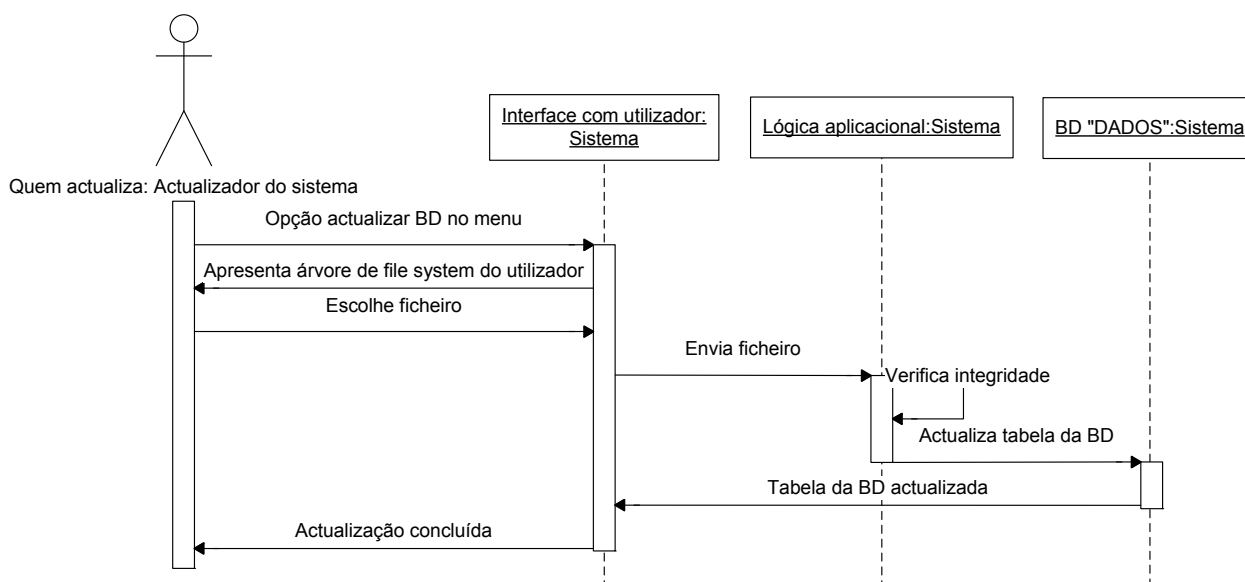 Interface com utilizador:
Sistema
Lógica aplicacional:Sistema
BD "DADOS":Sistema
Quem actualiza: Actualizador do sistema
Opção actualizar BD no menu
Apresenta árvore de file system do utilizador
Escolhe ficheiro
Envia ficheiro
Verifica integridade
Actualiza tabela da BD
Tabela da BD actualizada
Actualização concluída